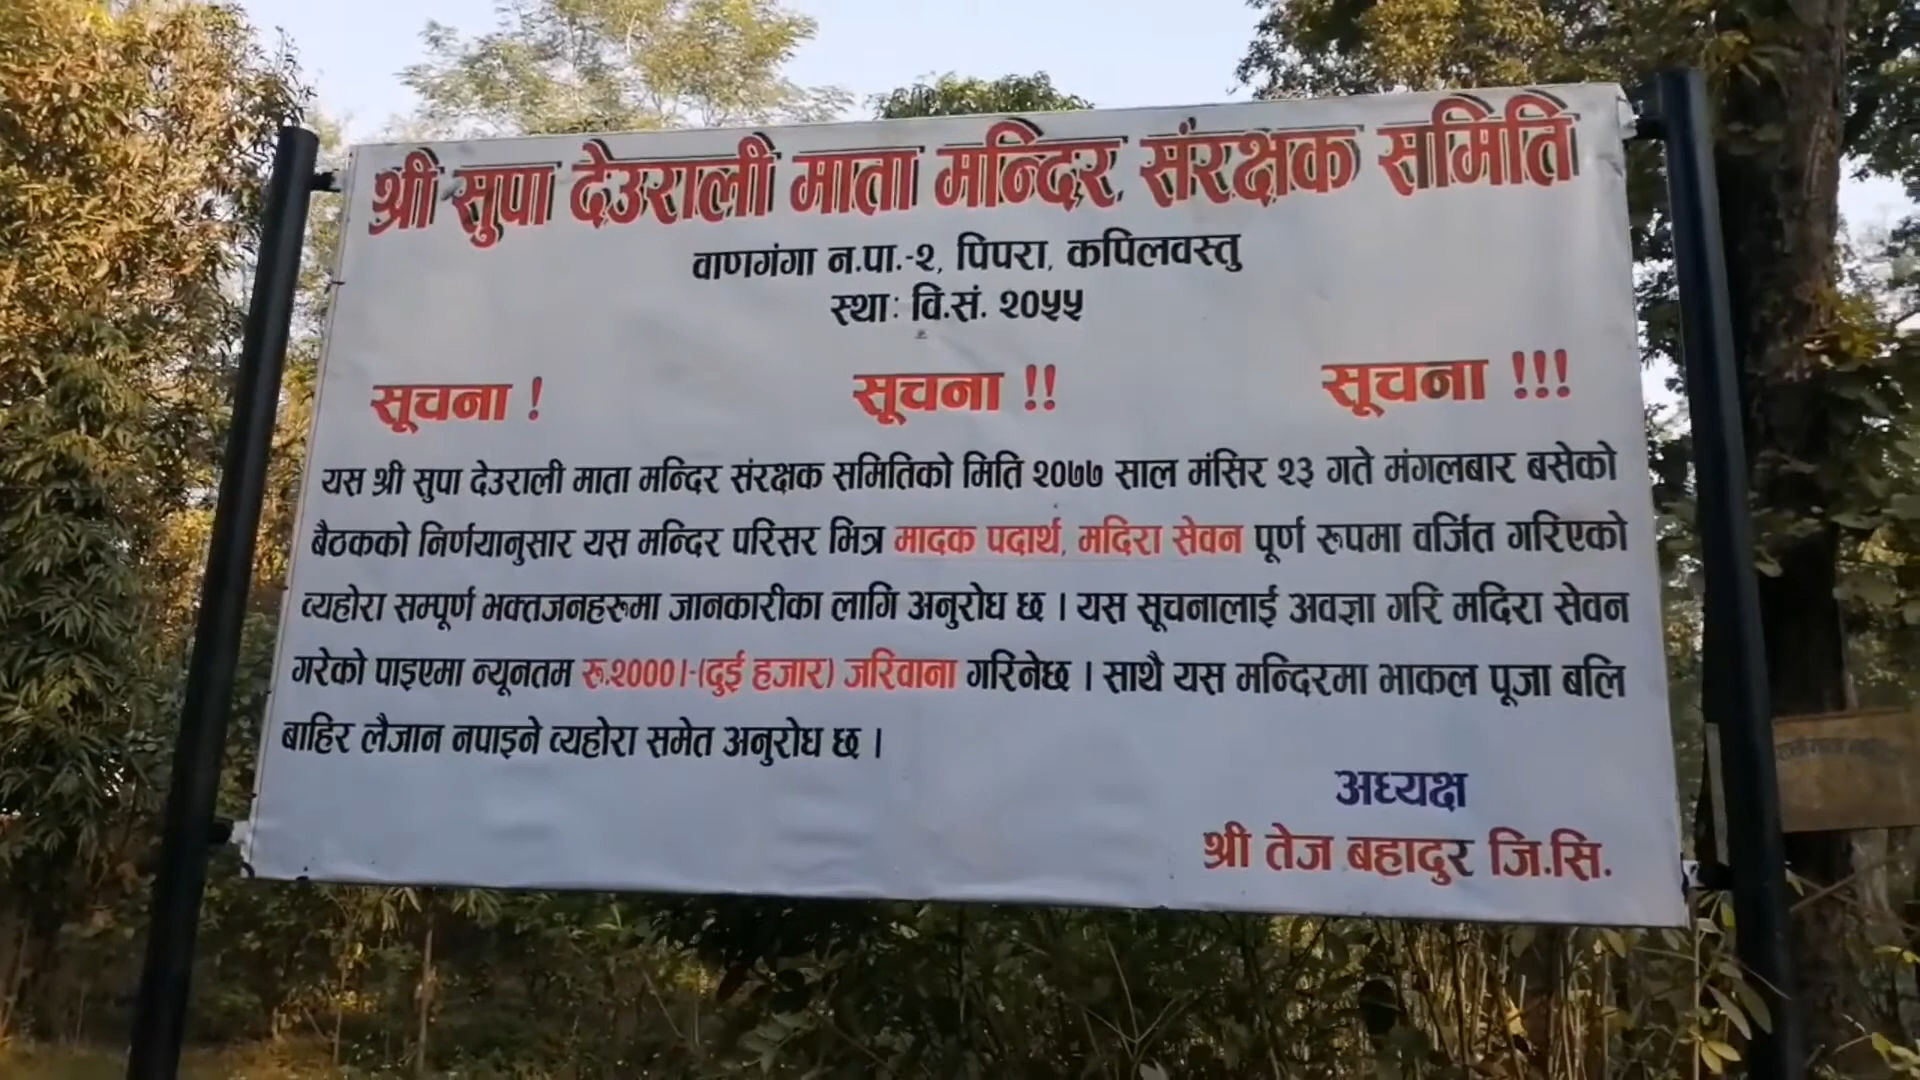 श्री सुपा देउराली माता मन्दिर संरक्षक समिति
वाणगंगा न.पा.-२, पिपरा, कपिलवस्तु
स्था: वि.सं. २०५५
सूचना ! सूचना !! सूचना !!!
यस श्री सुपा देउराली माता मन्दिर संरक्षक समितिको मिति २०७७ साल मंसिर २३ गते मंगलबार बसेको
बैठकको निर्णयानुसार यस मन्दिर परिसर भित्र मादक पदार्थ, मदिरा सेवन पूर्ण रूपमा वर्जित गरिएको
व्यहोरा सम्पूर्ण भक्तजनहरूमा जानकारीका लागि अनुरोध छ । यस सूचनालाई अवज्ञा गरि मदिरा सेवन
गरेको पाइएमा न्यूनतम रू.२०००।-(दुई हजार) जरिवाना गरिनेछ । साथै यस मन्दिरमा भाकल पूजा बलि
बाहिर लैजान नपाइने व्यहोरा समेत अनुरोध छ ।
अध्यक्ष
श्री तेज बहादुर जि.सि.